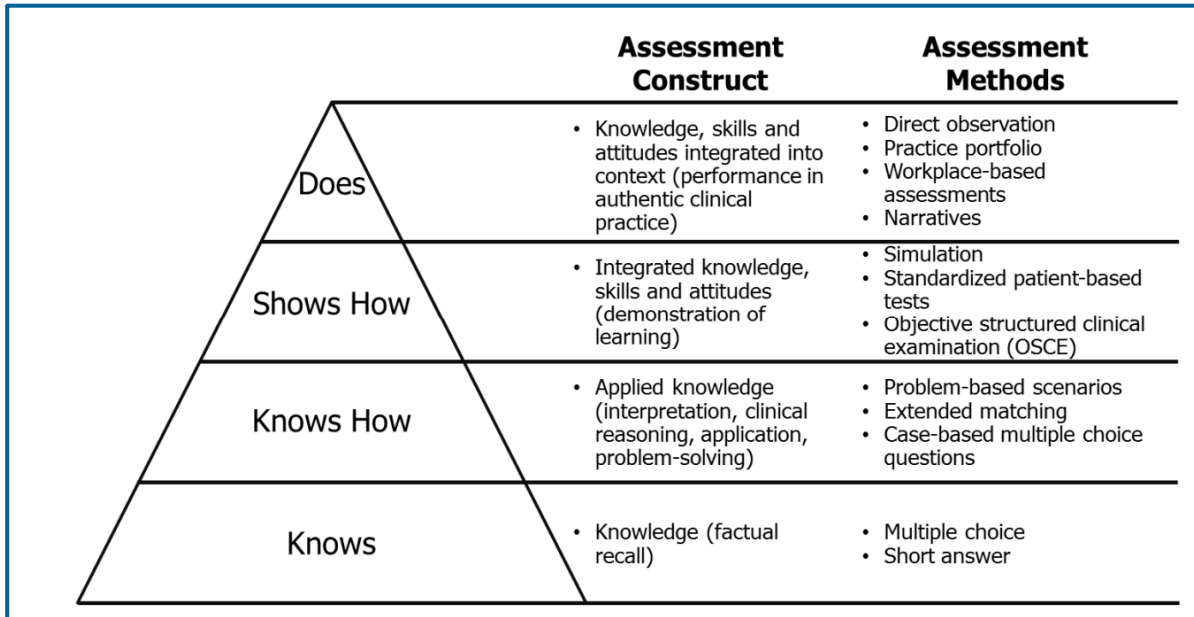 Assessment
Construct
Assessment
Methods
Does
• Knowledge, skills and
attitudes integrated into
context (performance in
authentic clinical
practice)
• Direct observation
• Practice portfolio
• Workplace-based
assessments
• Narratives
Shows How
• Integrated knowledge,
skills and attitudes
(demonstration of
learning)
• Simulation
• Standardized patient-based
tests
• Objective structured clinical
examination (OSCE)
Knows How
• Applied knowledge
(interpretation, clinical
reasoning, application,
problem-solving)
• Problem-based scenarios
• Extended matching
• Case-based multiple choice
questions
Knows
• Knowledge (factual
recall)
• Multiple choice
• Short answer